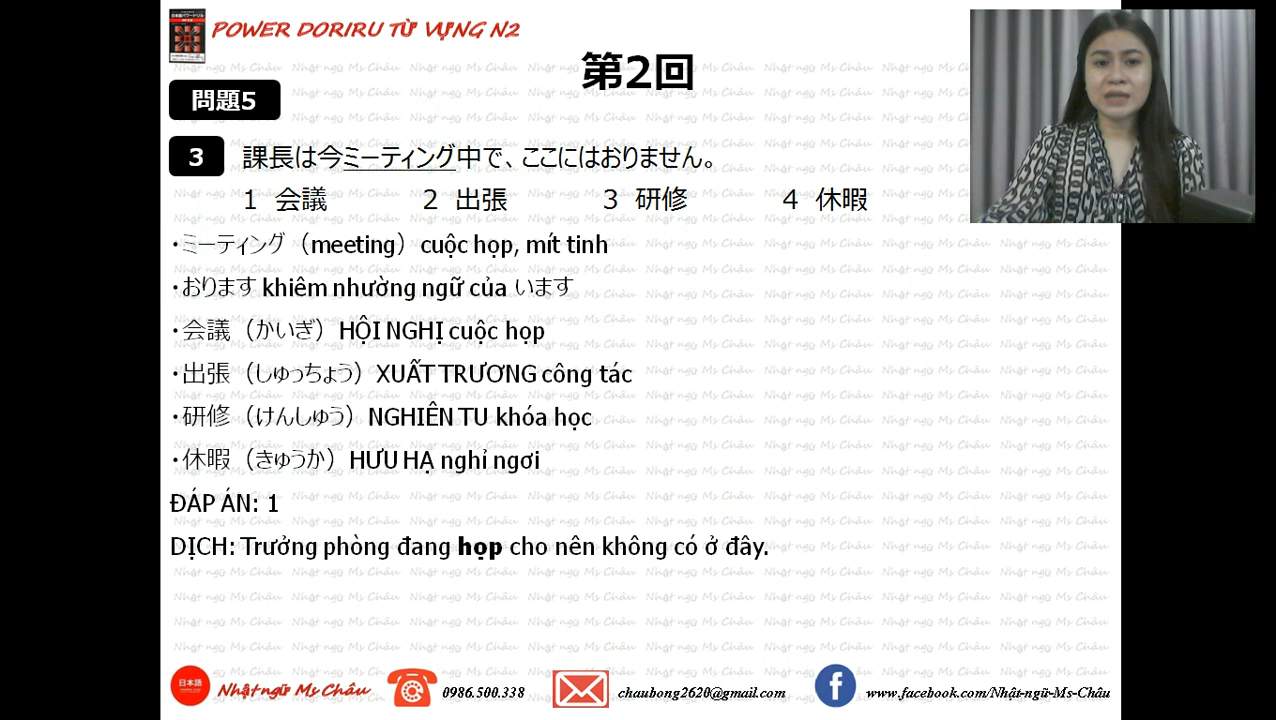 POWER DORIRU TỪ VỰNG N2
第2回
問題5
3 課長は今ミーティング中で、ここにはおりません。
1 会議 2 出張 3 研修 4 休暇
・ミーティング（meeting）cuộc họp, mít tinh
・おります khiêm nhường ngữ của います
・会議（かいぎ）HỘI NGHỊ cuộc họp
・出張（しゅっちょう）XUẤT TRƯƠNG công tác
・研修（けんしゅう）NGHIÊN TU khóa học
・休暇（きゅうか）HƯU HẠ nghỉ ngơi
ĐÁP ÁN: 1
DỊCH: Trưởng phòng đang họp cho nên không có ở đây.
日本語 Nhật ngữ Ms Châu 0986.500.338 chaubong2620@gmail.com www.facebook.com/Nhật-ngữ-Ms-Châu